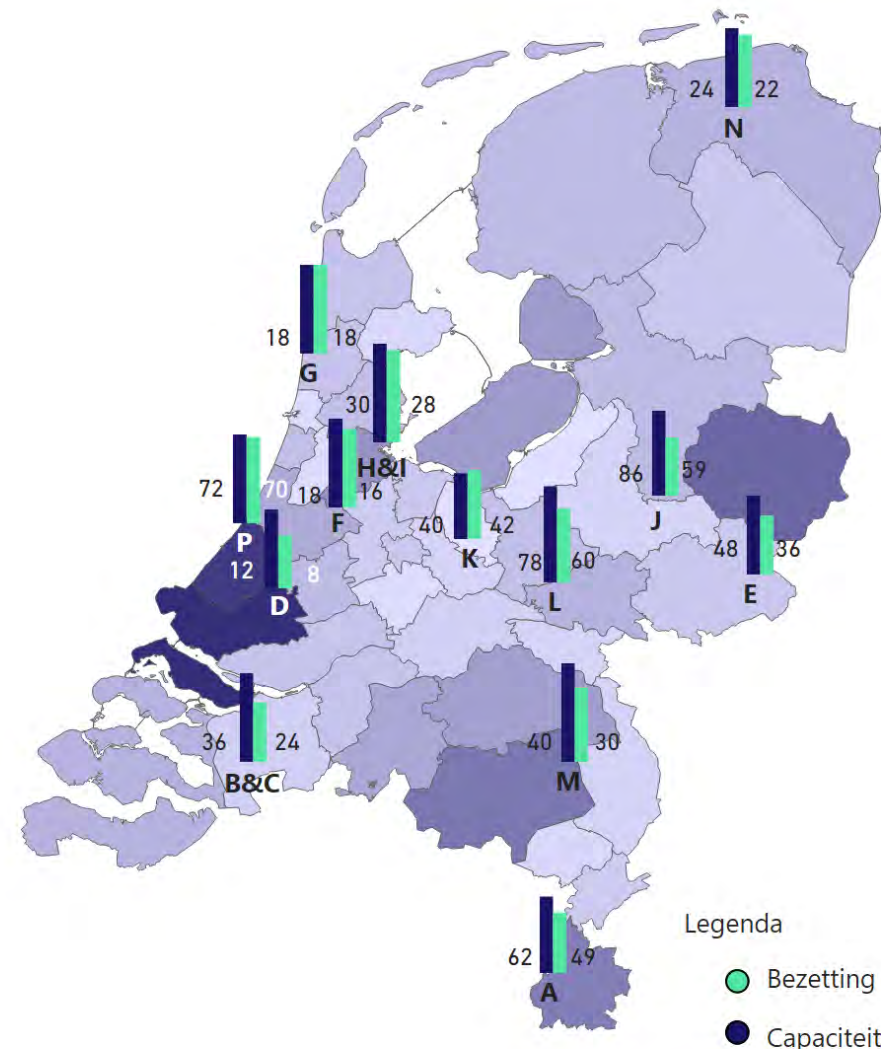 24 22
N
18 18
G
30 28
H&I
72 70
P
18 16
F
86 59
J
40 42
K
78 60
L
48 36
E
12 8
D
36 24
B&C
40 30
M
62 49
A
Legenda
Bezetting
Capaciteit